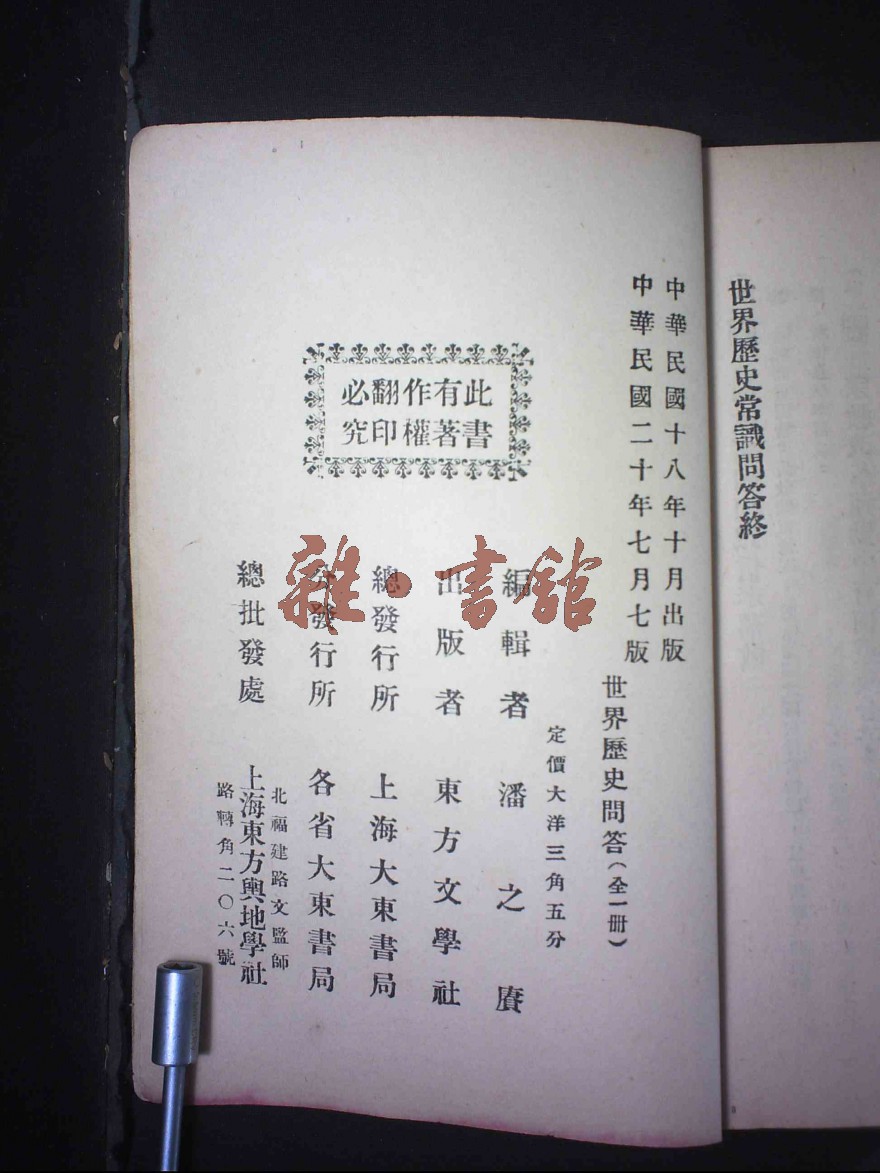 世界歷史常識問答終
中華民國十八年十月出版
中華民國二十年七月七版
世界歷史問答（全一册）
定價大洋三角五分
編輯者 潘之賡
出版者 東方文學社
總發行所 上海大東書局
分發行所 各省大東書局
總批發處 上海東方輿地學社
北福建路文監師
路轉角二〇六號
此書有著作權翻印必究
雜·書館